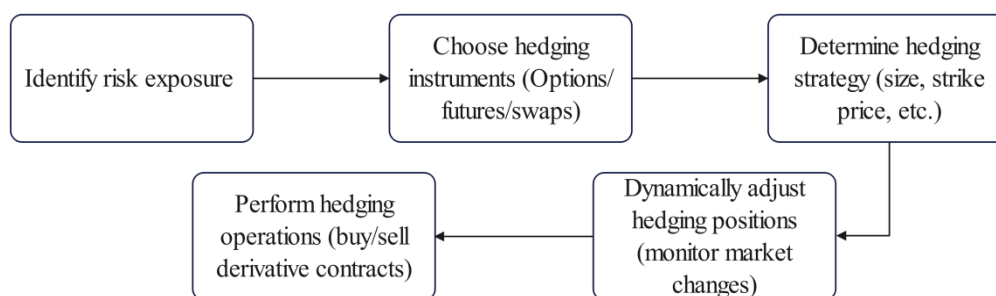 Identify risk exposure
Choose hedging
instruments (Options/
futures/swaps)
Determine hedging
strategy (size, strike
price, etc.)
Dynamically adjust
hedging positions
(monitor market
changes)
Perform hedging
operations (buy/sell
derivative contracts)